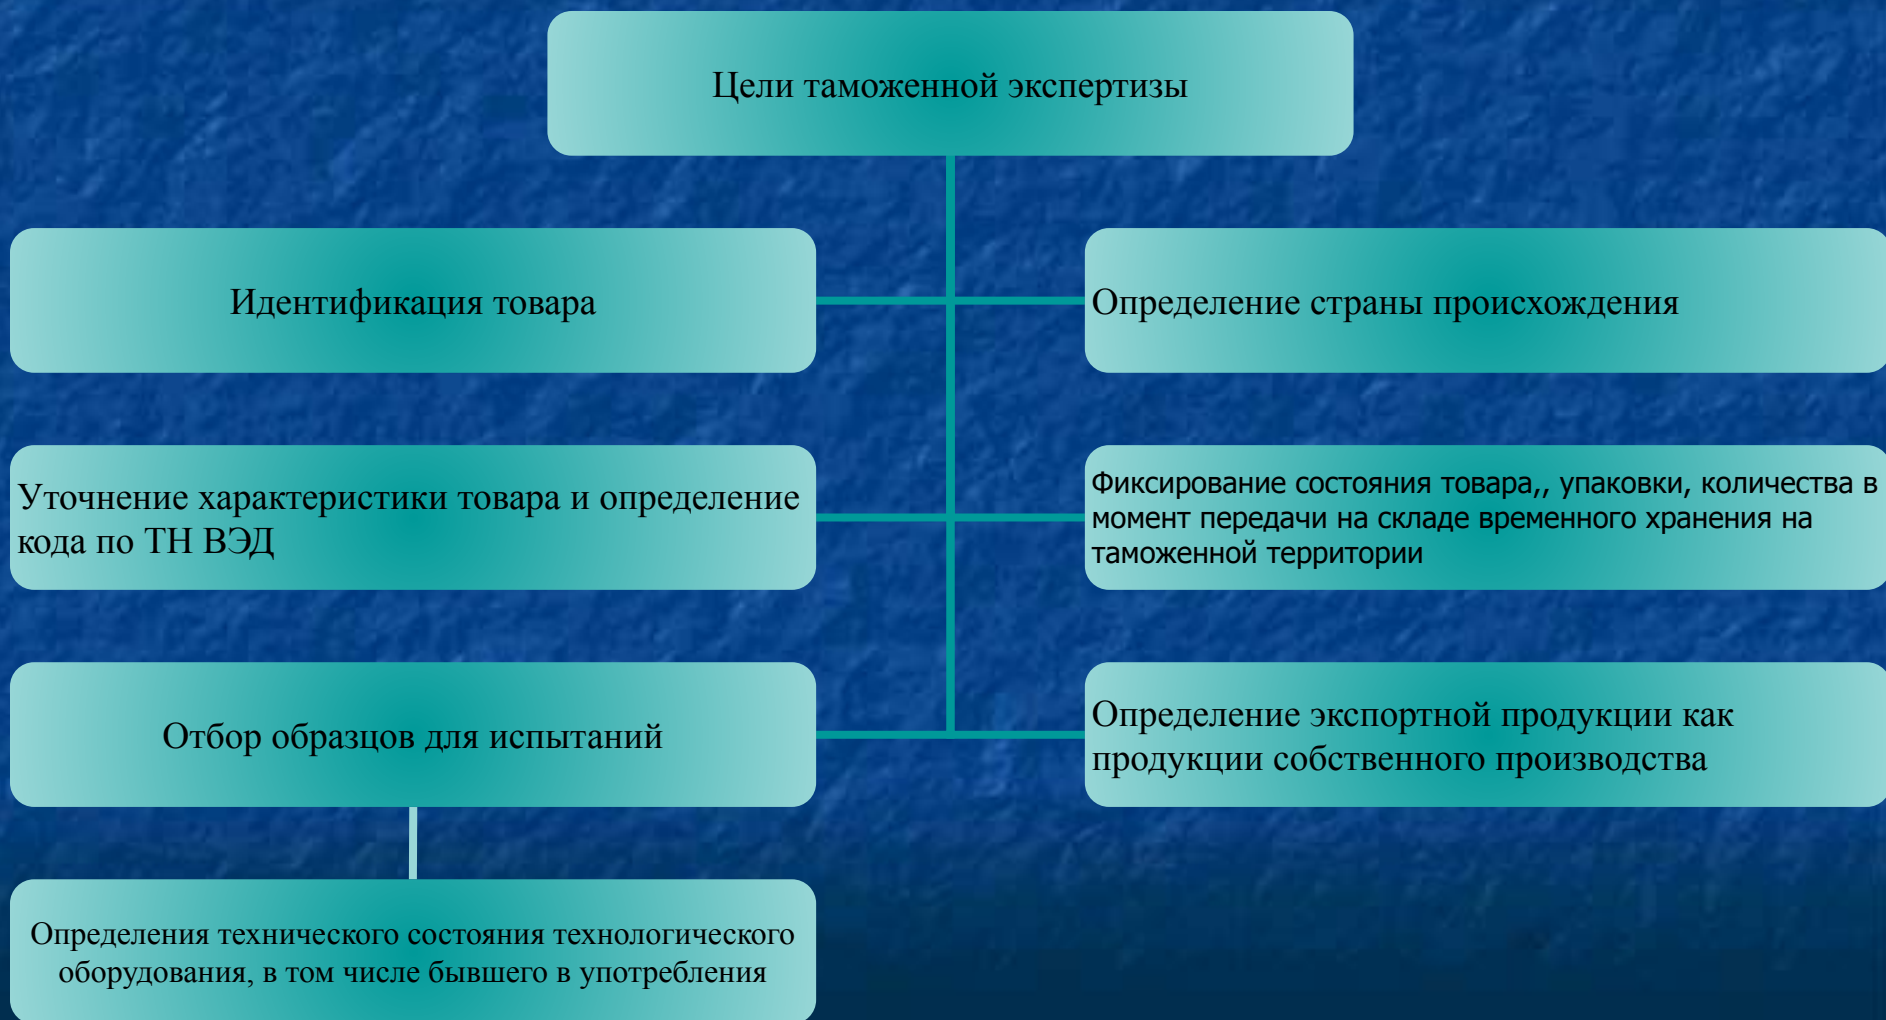 Цели таможенной экспертизы
Идентификация товара
Определение страны происхождения
Уточнение характеристики товара и определение
кода по ТН ВЭД
Фиксирование состояния товара,, упаковки, количества в
момент передачи на складе временного хранения на
таможенной территории
Отбор образцов для испытаний
Определение экспортной продукции как
продукции собственного производства
Определения технического состояния технологического
оборудования, в том числе бывшего в употребления